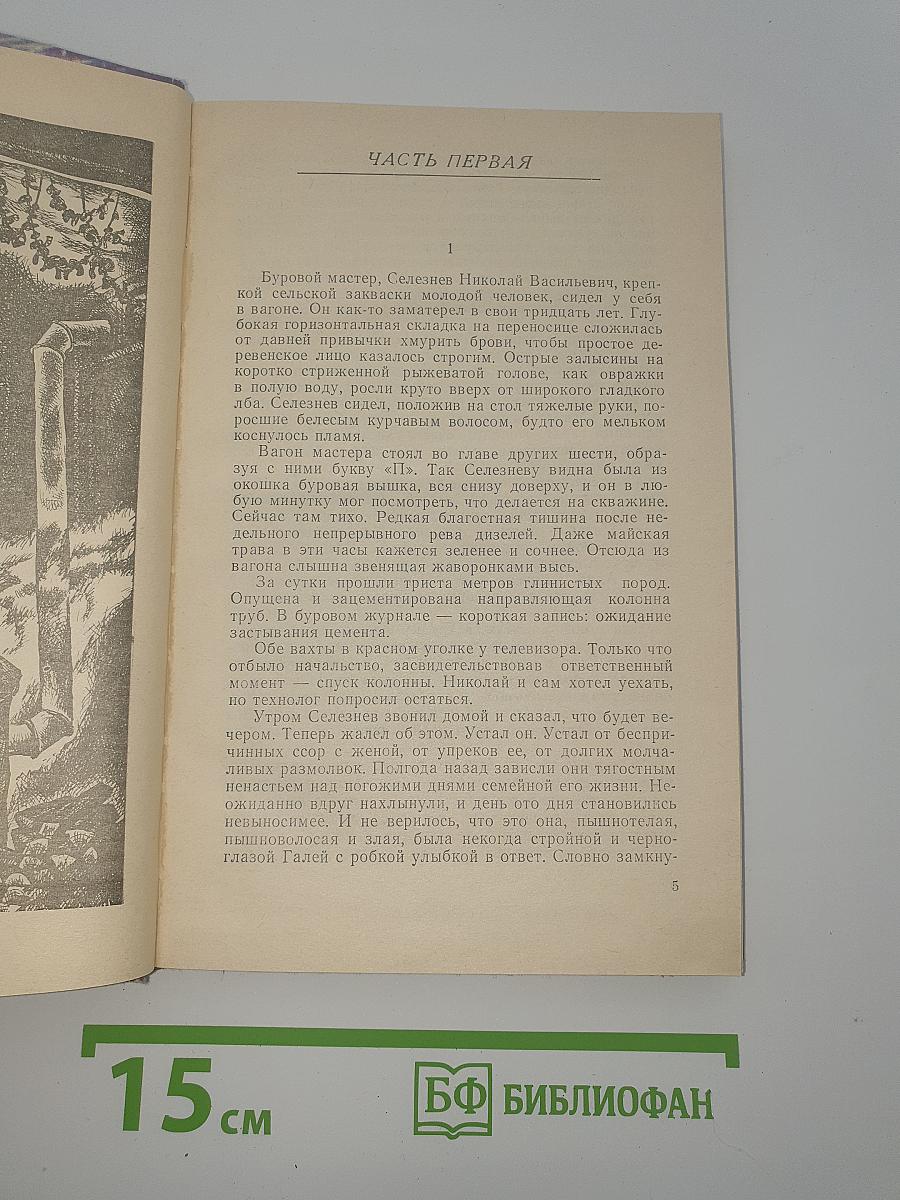 ЧАСТЬ ПЕРВАЯ
1
Буровой мастер, Селезнев Николай Васильевич, креп-
кой сельской закваски молодой человек, сидел у себя
в вагоне. Он как-то заматерел в свои тридцать лет. Глу-
бокая горизонтальная складка на переносице сложилась
от давней привычки хмурить брови, чтобы простое де-
ревенское лицо казалось строгим. Острые залысины на
коротко стриженной рыжеватой голове, как овражки
в полую воду, росли круто вверх от широкого гладкого
лба. Селезнев сидел, положив на стол тяжелые руки, по-
росшие белесым курчавым волосом, будто его мельком
коснулось пламя.
Вагон мастера стоял во главе других шести, обра-
зуя с ними букву «П». Так Селезневу видна была из
окошка буровая вышка, вся снизу доверху, и он в лю-
бую минутку мог посмотреть, что делается на скважине.
Сейчас там тихо. Редкая благостная тишина после не-
дельного непрерывного рева дизелей. Даже майская
трава в эти часы кажется зеленее и сочнее. Отсюда из
вагона слышна звенящая жаворонками высь.
За сутки прошли триста метров глинистых пород.
Опущена и зацементирована направляющая колонна
труб. В буровом журнале — короткая запись: ожидание
застывания цемента.
Обе вахты в красном уголке у телевизора. Только что
отбыло начальство, засвидетельствовав ответственный
момент — спуск колонны. Николай и сам хотел уехать,
но технолог попросил остаться.
Утром Селезнев звонил домой и сказал, что будет ве-
чером. Теперь жалел об этом. Устал он. Устал от беспри-
чинных ссор с женой, от упреков ее, от долгих молча-
ливых размолвок. Полгода назад зависли они тягостным
ненастьем над погожими днями семейной его жизни. Не-
ожиданно вдруг нахлынули, и день ото дня становились
невыносимее. И не верилось, что это она, пышнотелая,
пышноволосая и злая, была некогда стройной и черно-
глазой Галей с робкой улыбкой в ответ. Словно замкну-
5
15 см
БФ БИБЛИОФАН